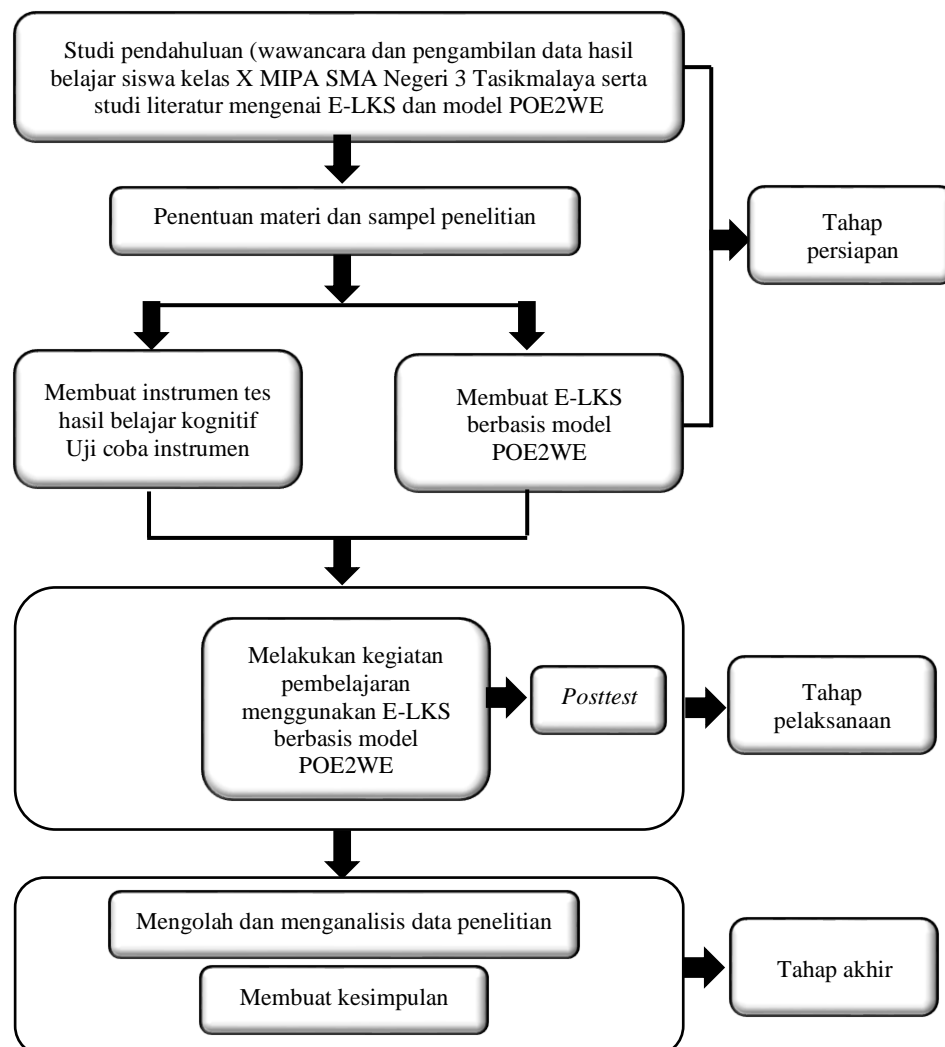 Studi pendahuluan (wawancara dan pengambilan data hasil
belajar siswa kelas X MIPA SMA Negeri 3 Tasikmalaya serta
studi literatur mengenai E-LKS dan model POE2WE
Penentuan materi dan sampel penelitian
Tahap
persiapan
Membuat instrumen tes
hasil belajar kognitif
Uji coba instrumen
Membuat E-LKS
berbasis model
POE2WE
Melakukan kegiatan
pembelajaran
menggunakan E-LKS
berbasis model
POE2WE
Posttest
Tahap
pelaksanaan
Mengolah dan menganalisis data penelitian
Membuat kesimpulan
Tahap akhir